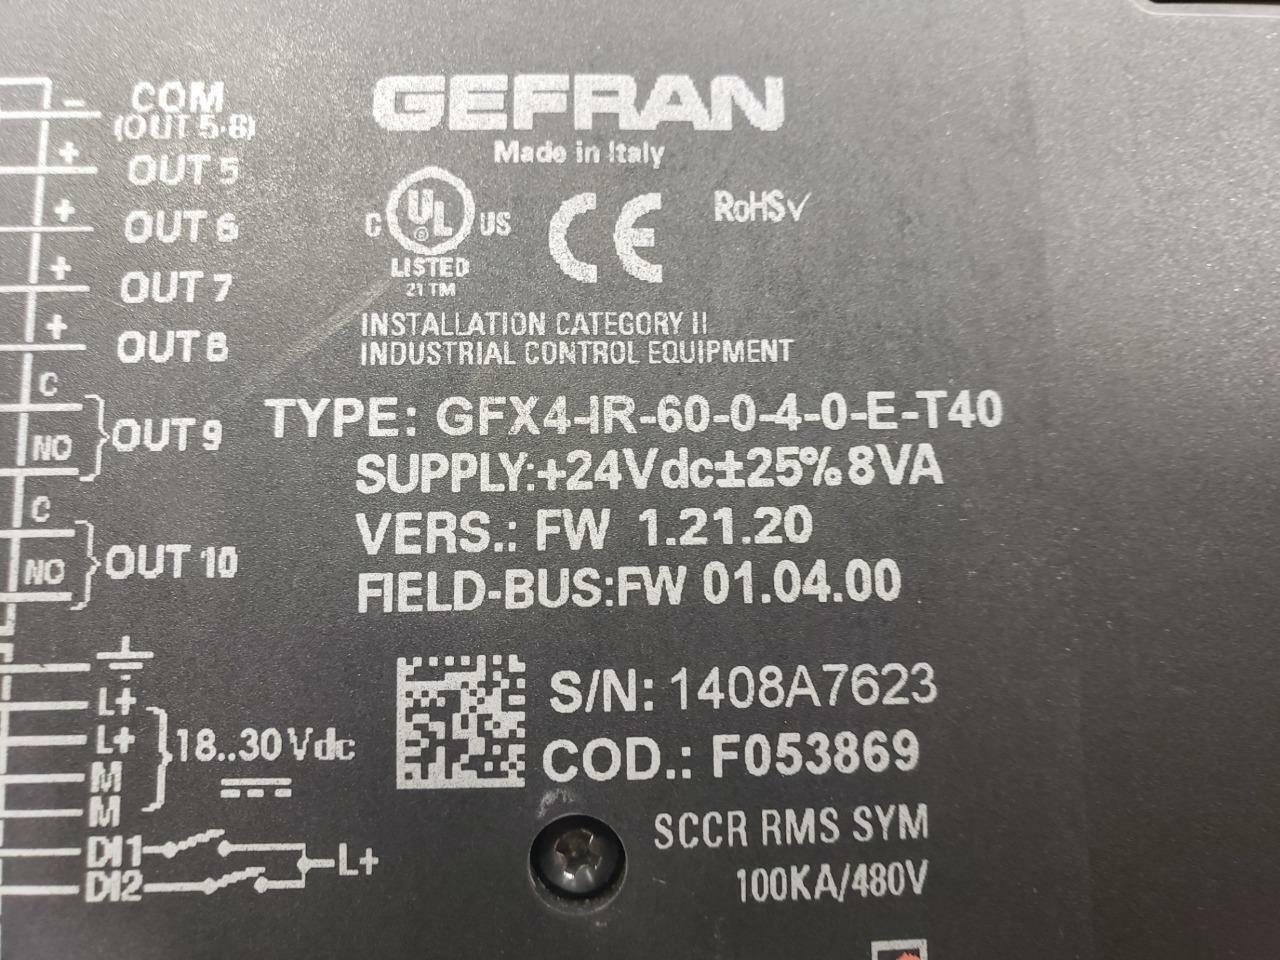 COM
(OUT 5-8)
OUT 5
OUT 6
OUT 7
OUT 8
C
NO
OUT 9
C
NO
OUT 10
L+
L+
M
M
18..30Vdc
DI1
DI2
L+
GEFRAN
Made in Italy
C UL US
®
LISTED
21TM
CE
RoHS✓
INSTALLATION CATEGORY II
INDUSTRIAL CONTROL EQUIPMENT
TYPE: GFX4-IR-60-0-4-0-E-T40
SUPPLY:+24Vdc±25% 8VA
VERS.: FW 1.21.20
FIELD-BUS:FW 01.04.00
S/N: 1408A7623
COD.: F053869
SCCR RMS SYM
100KA/480V